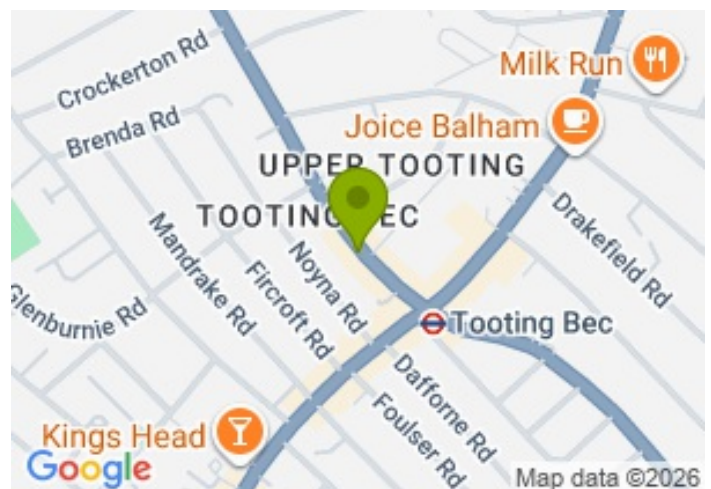 Crockerton Rd
Milk Run
Brenda Rd
Joice Balham
UPPER TOOTING
TOOTING BEC
Drakefield Rd
Mandrake Rd
Noyna Rd
Fircroft Rd
Glenburnie Rd
Tooting Bec
Dafforne Rd
Foulser Rd
Kings Head
Google
Map data ©2026